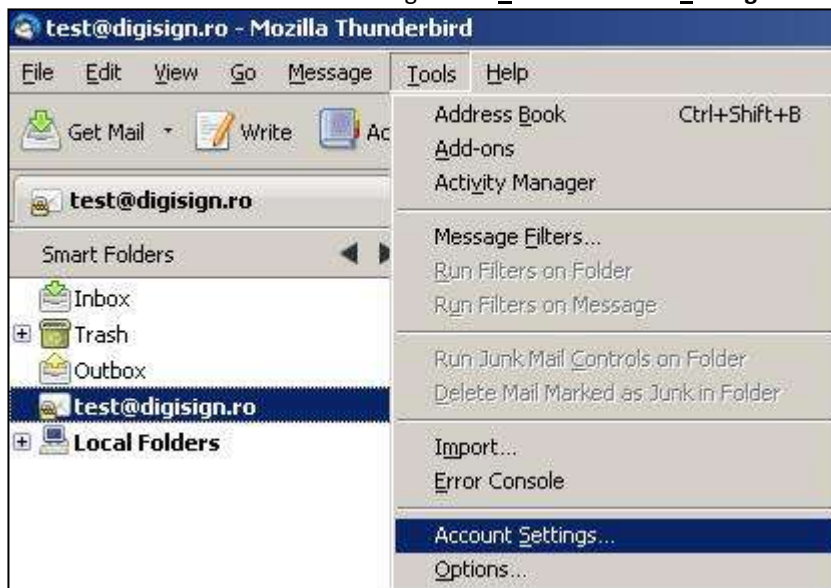 test@digisign.ro - Mozilla Thunderbird
File Edit View Go Message Tools Help
Get Mail Write
test@digisign.ro
Smart Folders
Inbox
Trash
Outbox
test@digisign.ro
Local Folders
Address Book Ctrl+Shift+B
Add-ons
Activity Manager
Message Filters...
Run Filters on Folder
Run Filters on Message
Run Junk Mail Controls on Folder
Delete Mail Marked as Junk in Folder
Import...
Error Console
Account Settings...
Options...